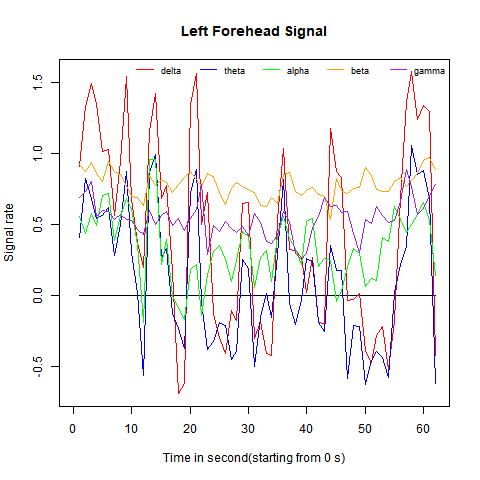 Left Forehead Signal
delta theta alpha beta gamma
Signal rate
1.5
1.0
0.5
0.0
-0.5
0 10 20 30 40 50 60
Time in second(starting from 0 s)